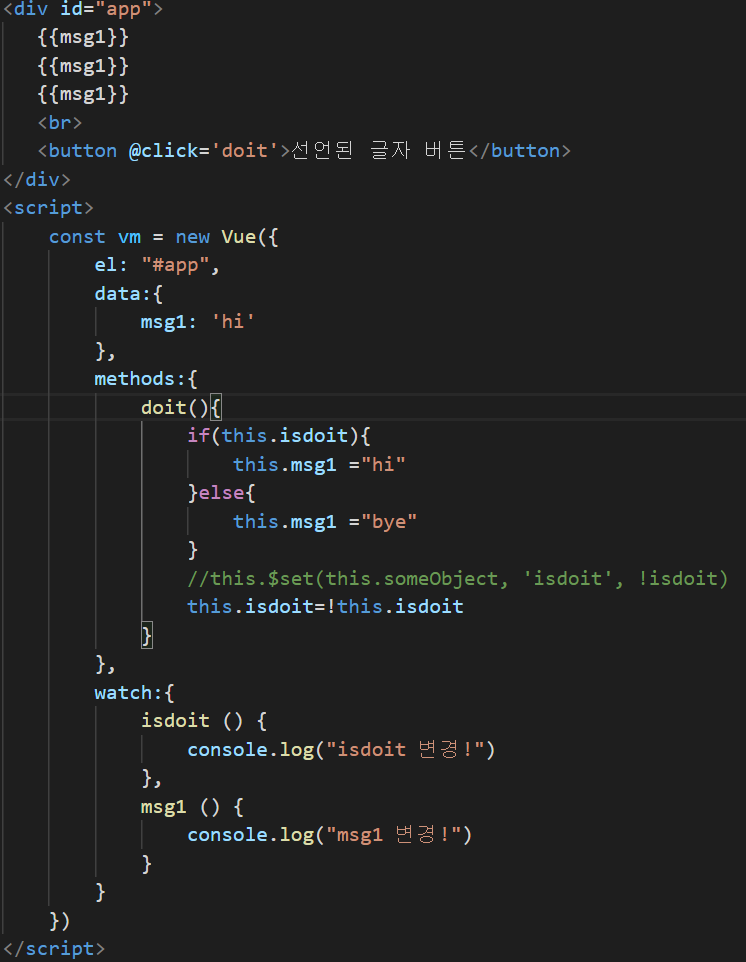 <div id="app">
{{msg1}}
{{msg1}}
{{msg1}}
<br>
<button @click='doit'>선언된 글자 버튼</button>
</div>
<script>
const vm = new Vue({
el: "#app",
data:{
msg1: 'hi'
},
methods:{
doit(){
if(this.isdoit){
this.msg1 ="hi"
}else{
this.msg1 ="bye"
}
//this.$set(this.someObject, 'isdoit', !isdoit)
this.isdoit=!this.isdoit
}
},
watch:{
isdoit () {
console.log("isdoit 변경!")
},
msg1 () {
console.log("msg1 변경!")
}
}
})
</script>